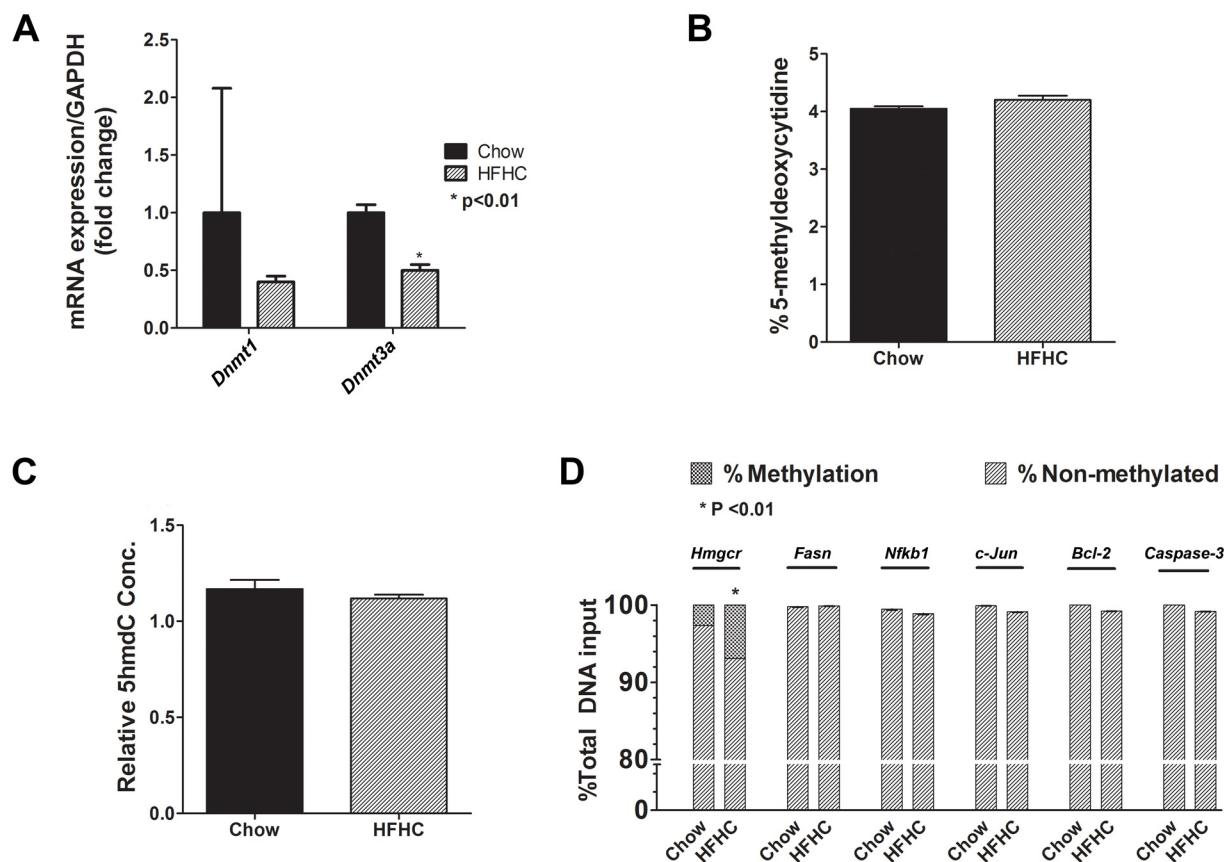 A
mRNA expression/GAPDH
(fold change)
2.5
2.0
1.5
1.0
0.5
0.0
Dnmt1
Dnmt3a
*
Chow
HFHC
* p<0.01
B
% 5-methyldeoxycytidine
5
4
3
2
1
0
Chow
HFHC
C
Relative 5hmdC Conc.
1.5
1.0
0.5
0.0
Chow
HFHC
D
% Methylation
% Non-methylated
* P <0.01
Hmgcr
Fasn
Nfkb1
c-Jun
Bcl-2
Caspase-3
*
%Total DNA input
100
90
80
0
Chow
HFHC
Chow
HFHC
Chow
HFHC
Chow
HFHC
Chow
HFHC
Chow
HFHC